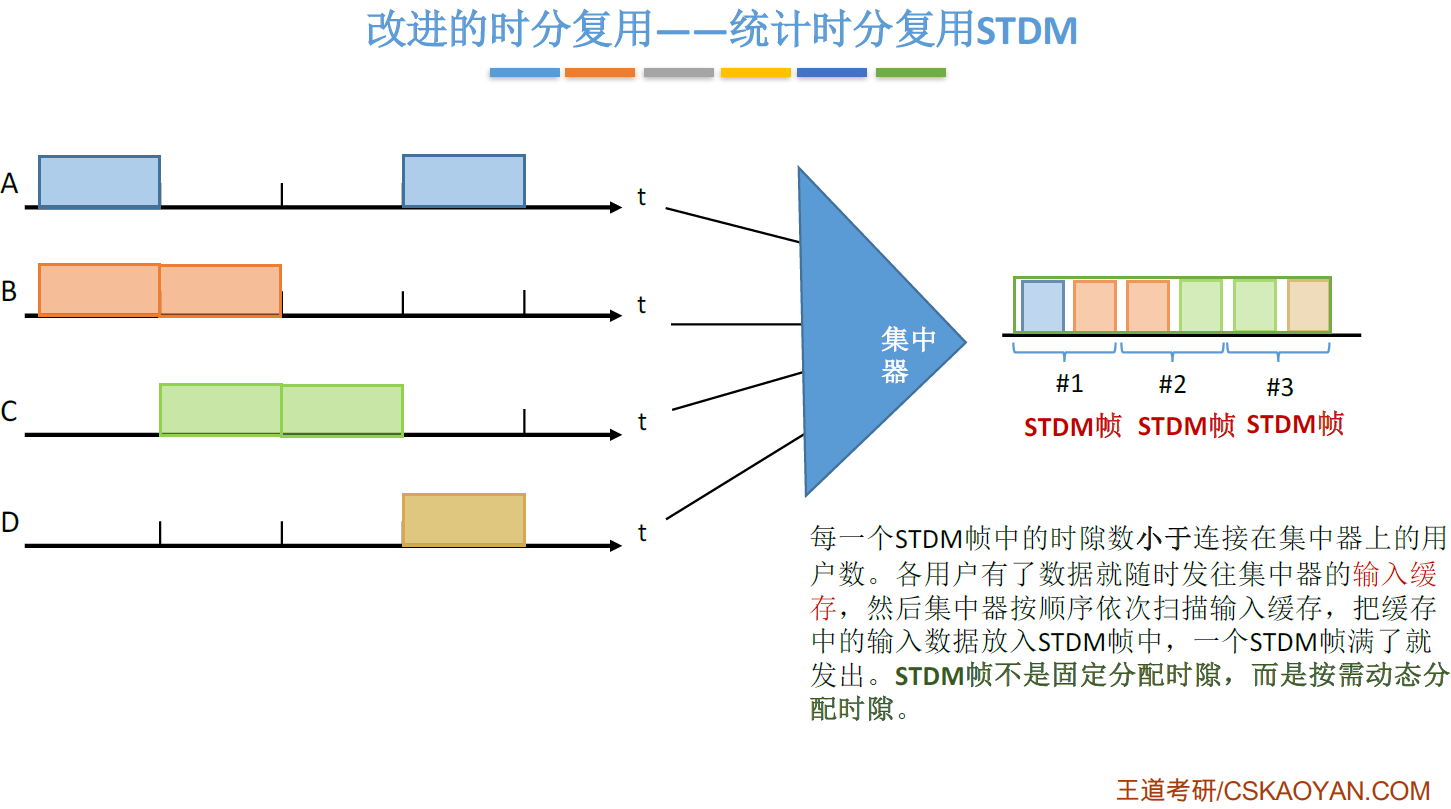 改进的时分复用——统计时分复用STDM
A
t
B
t
C
t
D
t
集中
器
#1
#2
#3
STDM帧
STDM帧
STDM帧
每一个STDM帧中的时隙数小于连接在集中器上的用
户数。各用户有了数据就随时发往集中器的输入缓
存，然后集中器按顺序依次扫描输入缓存，把缓存
中的输入数据放入STDM帧中，一个STDM帧满了就
发出。STDM帧不是固定分配时隙，而是按需动态分
配时隙。
王道考研/CSKAOYAN.COM